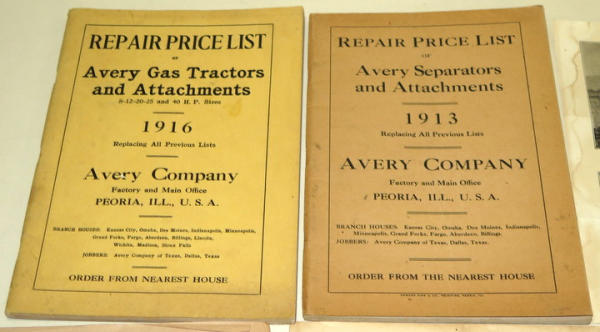 REPAIR PRICE LIST
OF
Avery Gas Tractors
and Attachments
8-12-20-25 and 40 H. P. Sizes
1916
Replacing All Previous Lists
Avery Company
Factory and Main Office
PEORIA, ILL., U. S. A.
BRANCH HOUSES: Kansas City, Omaha, Des Moines, Indianapolis, Minneapolis,
Grand Forks, Fargo, Aberdeen, Billings, Lincoln,
Wichita, Madison, Sioux Falls
JOBBERS: Avery Company of Texas, Dallas, Texas
ORDER FROM THE NEAREST HOUSE
REPAIR PRICE LIST
OF
Avery Separators
and Attachments
1913
Replacing All Previous Lists
AVERY COMPANY
Factory and Main Office
PEORIA, ILL., U. S. A.
BRANCH HOUSES: Kansas City, Omaha, Des Moines, Indianapolis,
Minneapolis, Grand Forks, Fargo, Aberdeen, Billings.
JOBBERS: Avery Company of Texas, Dallas, Texas.
ORDER FROM THE NEAREST HOUSE